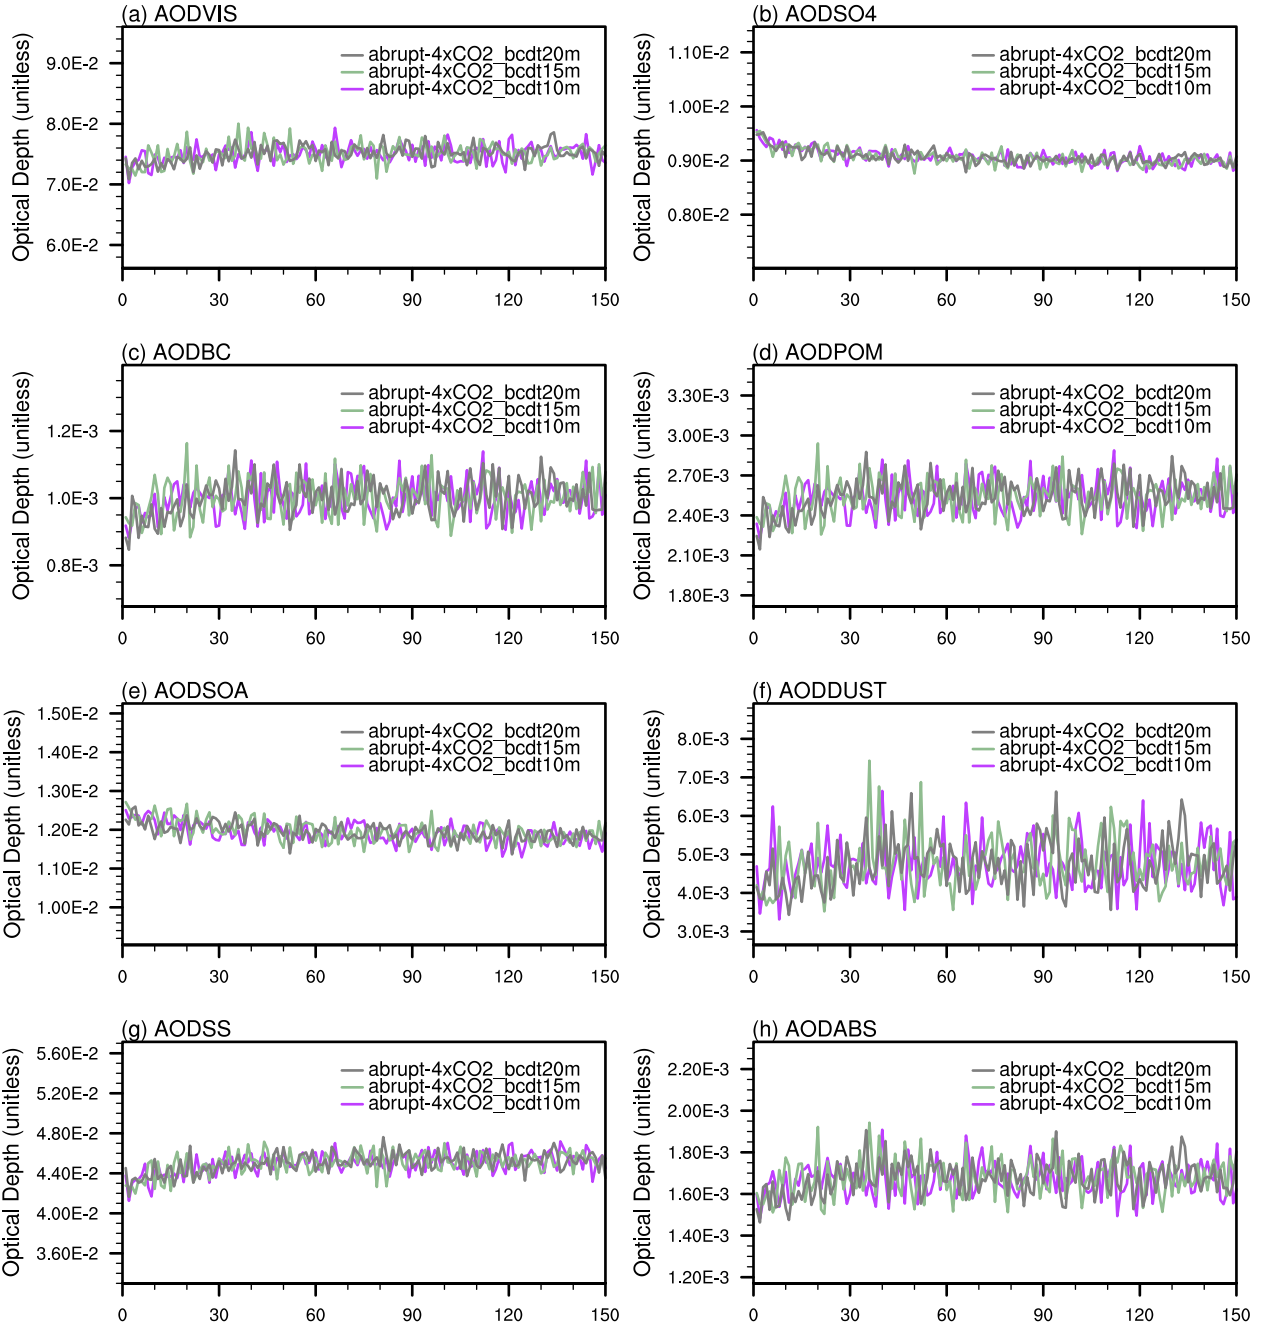 (a) AODVIS
Optical Depth (unitless)
9.0E-2
8.0E-2
7.0E-2
6.0E-2
abrupt-4xCO2_bcdt20m
abrupt-4xCO2_bcdt15m
abrupt-4xCO2_bcdt10m
0 30 60 90 120 150
(b) AODSO4
Optical Depth (unitless)
1.10E-2
1.00E-2
0.90E-2
0.80E-2
abrupt-4xCO2_bcdt20m
abrupt-4xCO2_bcdt15m
abrupt-4xCO2_bcdt10m
0 30 60 90 120 150
(c) AODBC
Optical Depth (unitless)
1.2E-3
1.0E-3
0.8E-3
abrupt-4xCO2_bcdt20m
abrupt-4xCO2_bcdt15m
abrupt-4xCO2_bcdt10m
0 30 60 90 120 150
(d) AODPOM
Optical Depth (unitless)
3.30E-3
3.00E-3
2.70E-3
2.40E-3
2.10E-3
1.80E-3
abrupt-4xCO2_bcdt20m
abrupt-4xCO2_bcdt15m
abrupt-4xCO2_bcdt10m
0 30 60 90 120 150
(e) AODSOA
Optical Depth (unitless)
1.50E-2
1.40E-2
1.30E-2
1.20E-2
1.10E-2
1.00E-2
abrupt-4xCO2_bcdt20m
abrupt-4xCO2_bcdt15m
abrupt-4xCO2_bcdt10m
0 30 60 90 120 150
(f) AODDUST
Optical Depth (unitless)
8.0E-3
7.0E-3
6.0E-3
5.0E-3
4.0E-3
3.0E-3
abrupt-4xCO2_bcdt20m
abrupt-4xCO2_bcdt15m
abrupt-4xCO2_bcdt10m
0 30 60 90 120 150
(g) AODSS
Optical Depth (unitless)
5.60E-2
5.20E-2
4.80E-2
4.40E-2
4.00E-2
3.60E-2
abrupt-4xCO2_bcdt20m
abrupt-4xCO2_bcdt15m
abrupt-4xCO2_bcdt10m
0 30 60 90 120 150
(h) AODABS
Optical Depth (unitless)
2.20E-3
2.00E-3
1.80E-3
1.60E-3
1.40E-3
1.20E-3
abrupt-4xCO2_bcdt20m
abrupt-4xCO2_bcdt15m
abrupt-4xCO2_bcdt10m
0 30 60 90 120 150